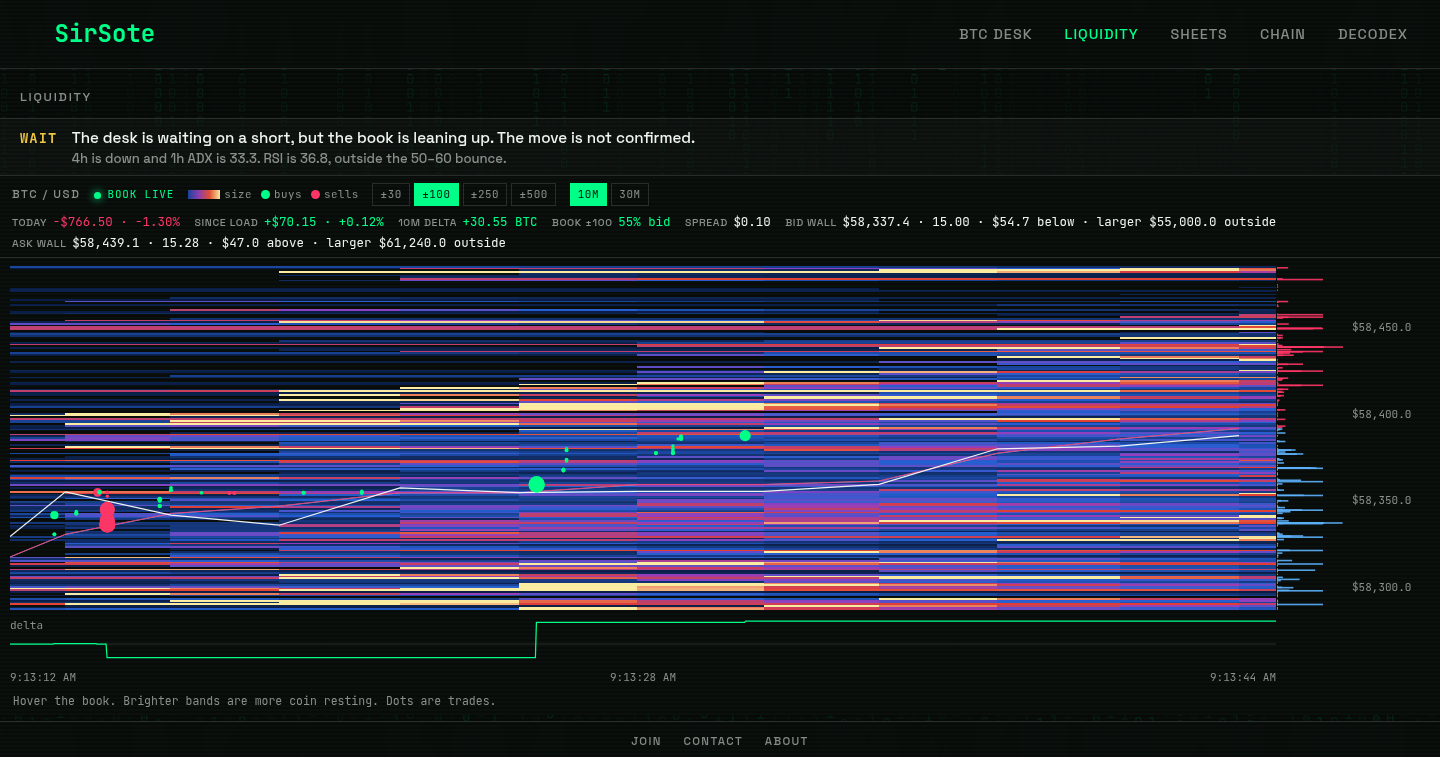 SirSote
BTC DESK LIQUIDITY SHEETS CHAIN DECODEX
LIQUIDITY
WAIT The desk is waiting on a short, but the book is leaning up. The move is not confirmed.
4h is down and 1h ADX is 33.3. RSI is 36.8, outside the 50–60 bounce.
BTC / USD BOOK LIVE size buys sells ±30 ±100 ±250 ±500 10M 30M
TODAY -$766.50 · -1.30% SINCE LOAD +$70.15 · +0.12% 10M DELTA +30.55 BTC BOOK ±100 55% bid SPREAD $0.10 BID WALL $58,337.4 · 15.00 · $54.7 below · larger $55,000.0 outside
ASK WALL $58,439.1 · 15.28 · $47.0 above · larger $61,240.0 outside
$58,450.0
$58,400.0
$58,350.0
$58,300.0
delta
9:13:12 AM 9:13:28 AM 9:13:44 AM
Hover the book. Brighter bands are more coin resting. Dots are trades.
JOIN CONTACT ABOUT